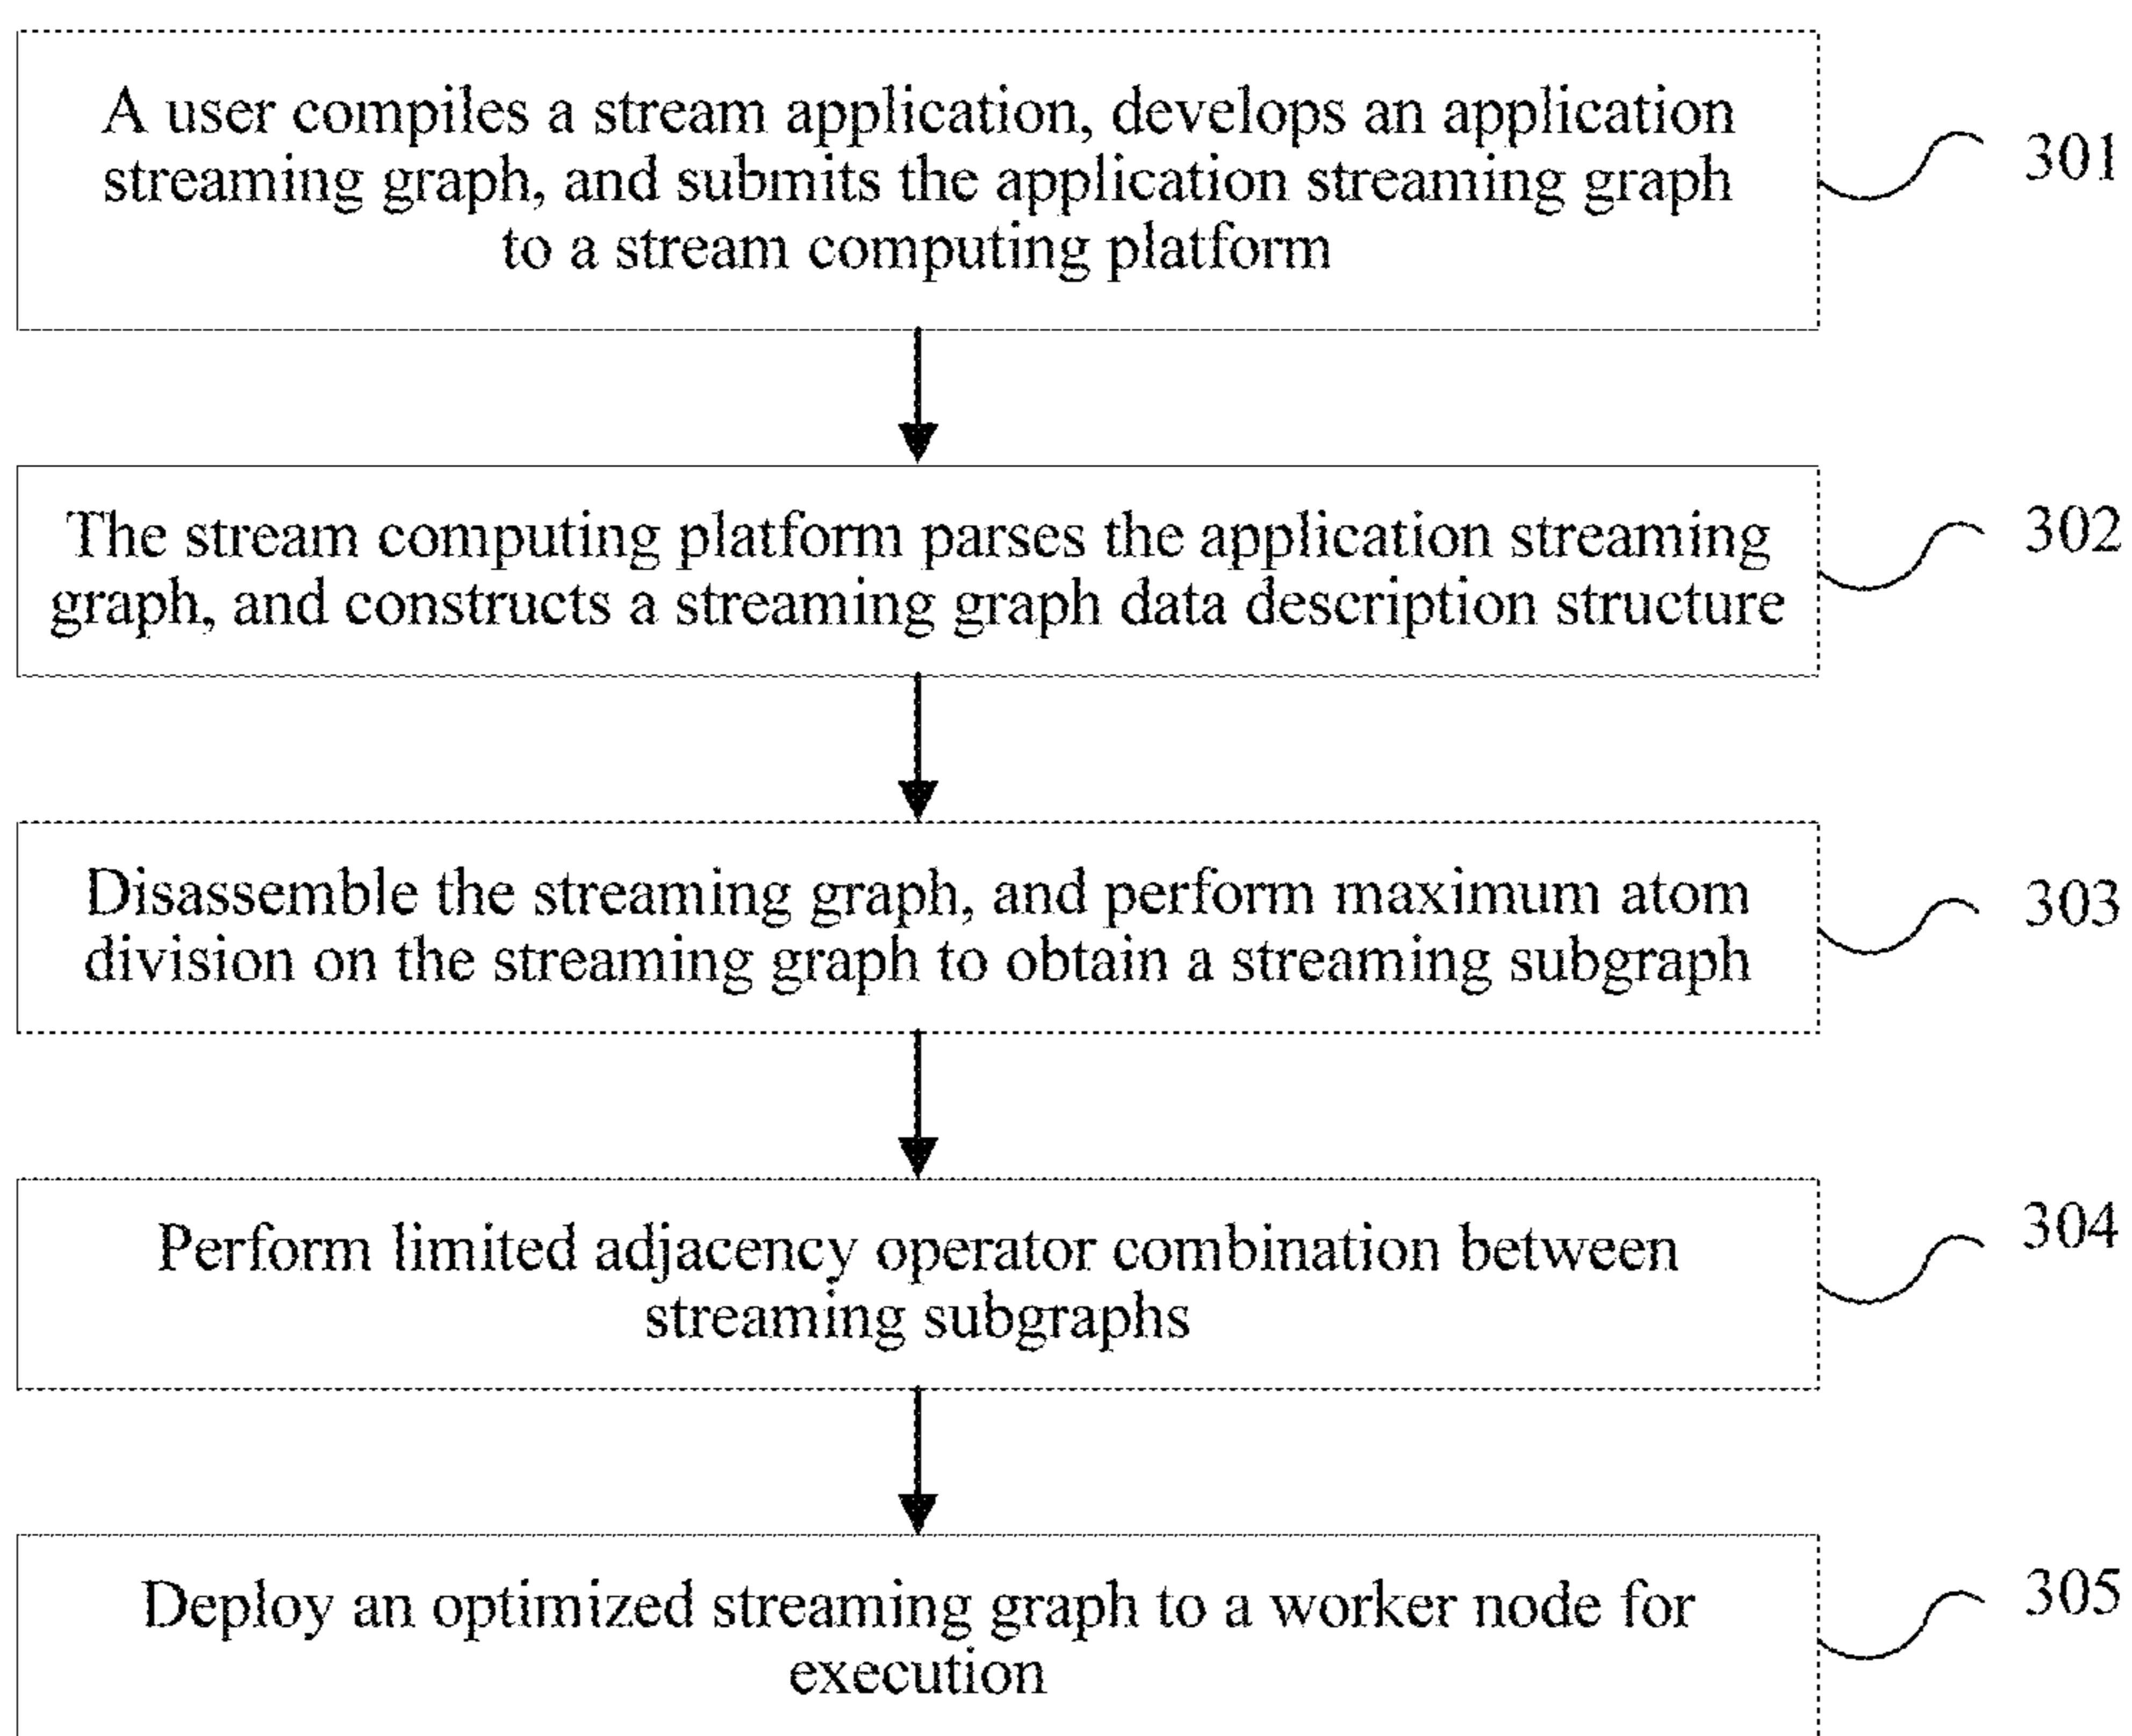 A user compiles a stream application, develops an application
streaming graph, and submits the application streaming graph
to a stream computing platform
301
The stream computing platform parses the application streaming
graph, and constructs a streaming graph data description structure
302
Disassemble the streaming graph, and perform maximum atom
division on the streaming graph to obtain a streaming subgraph
303
Perform limited adjacency operator combination between
streaming subgraphs
304
Deploy an optimized streaming graph to a worker node for
execution
305